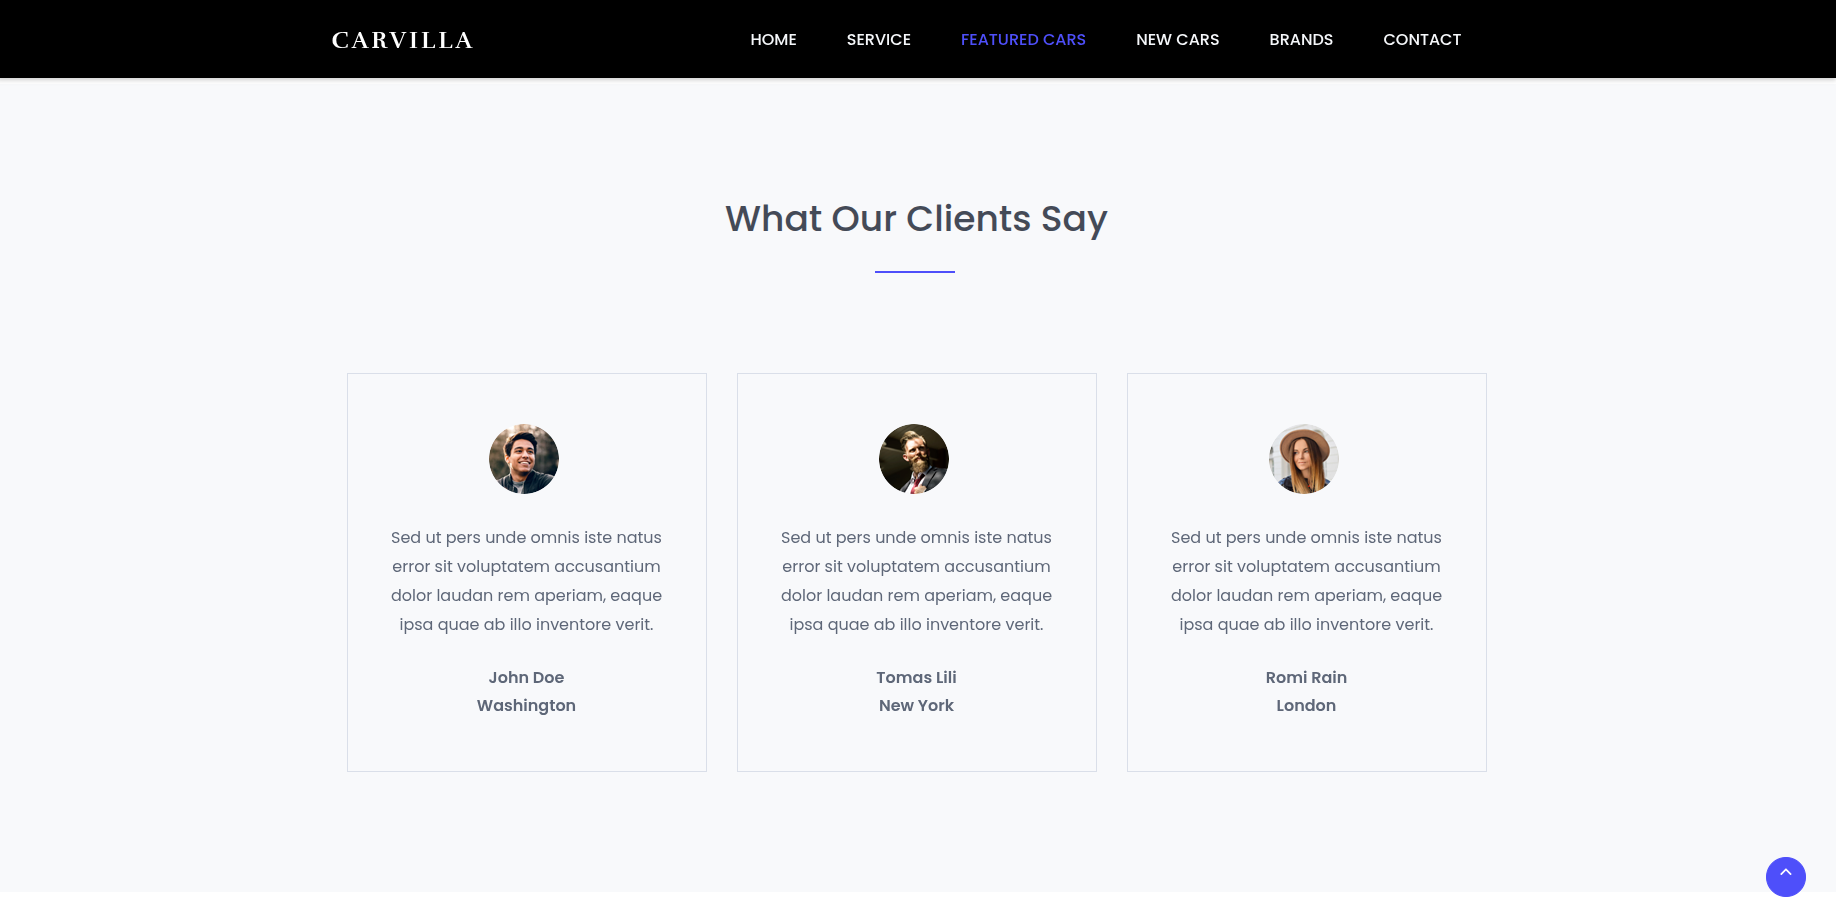 CARVILLA
HOME SERVICE FEATURED CARS NEW CARS BRANDS CONTACT
What Our Clients Say
Sed ut pers unde omnis iste natus
error sit voluptatem accusantium
dolor laudan rem aperiam, eaque
ipsa quae ab illo inventore verit.
John Doe
Washington
Sed ut pers unde omnis iste natus
error sit voluptatem accusantium
dolor laudan rem aperiam, eaque
ipsa quae ab illo inventore verit.
Tomas Lili
New York
Sed ut pers unde omnis iste natus
error sit voluptatem accusantium
dolor laudan rem aperiam, eaque
ipsa quae ab illo inventore verit.
Romi Rain
London